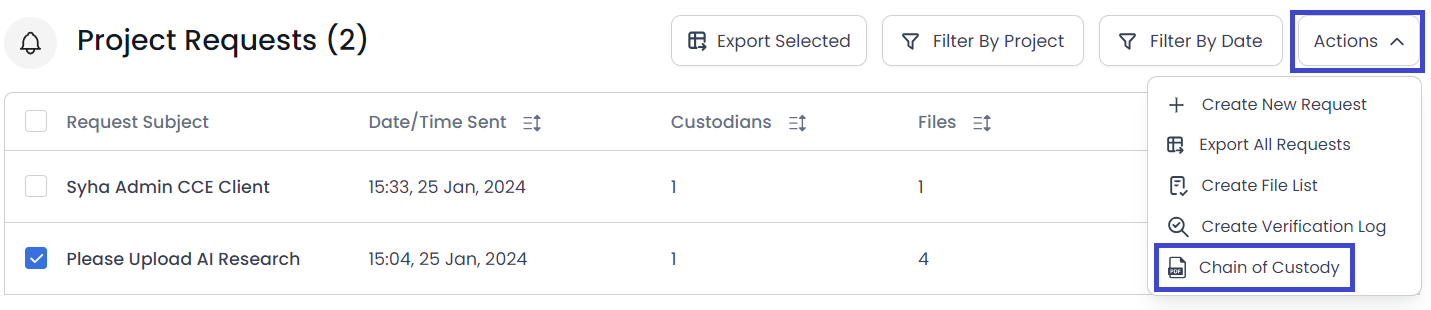 Project Requests (2)
Export Selected
Filter By Project
Filter By Date
Actions
Request Subject
Date/Time Sent
Custodians
Files
Syha Admin CCE Client
15:33, 25 Jan, 2024
1
1
Please Upload AI Research
15:04, 25 Jan, 2024
1
4
Create New Request
Export All Requests
Create File List
Create Verification Log
PDF
Chain of Custody